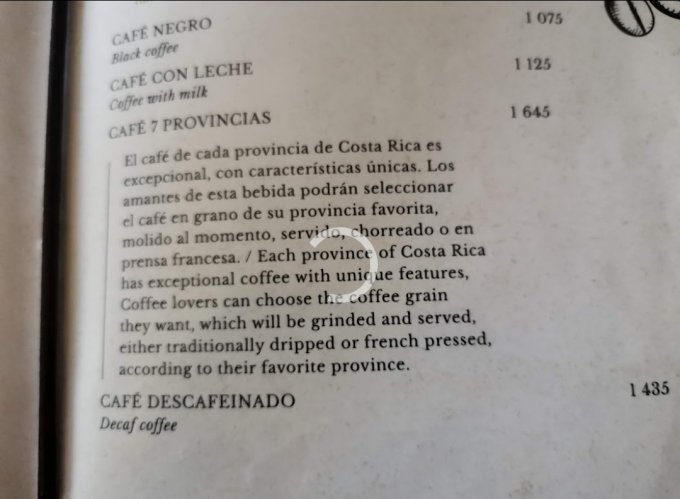 CAFÉ NEGRO 1 075
Black coffee
CAFÉ CON LECHE 1 125
Coffee with milk
CAFÉ 7 PROVINCIAS 1 645
El café de cada provincia de Costa Rica es
excepcional, con características únicas. Los
amantes de esta bebida podrán seleccionar
el café en grano de su provincia favorita,
molido al momento, servido, chorreado o en
prensa francesa. / Each province of Costa Rica
has exceptional coffee with unique features,
Coffee lovers can choose the coffee grain
they want, which will be grinded and served,
either traditionally dripped or french pressed,
according to their favorite province.
CAFÉ DESCAFEINADO 1 435
Decaf coffee